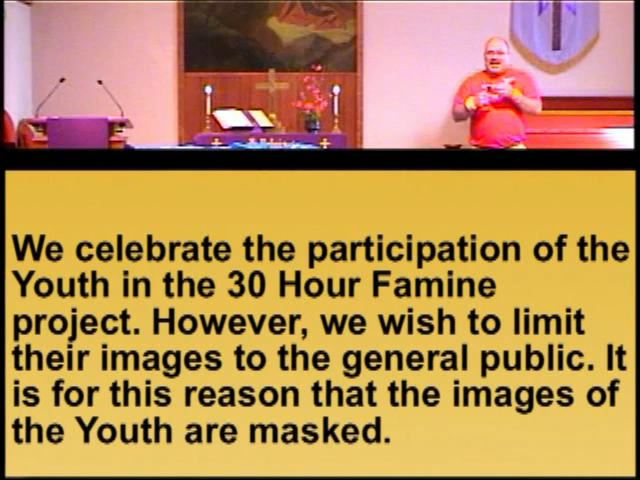 We celebrate the participation of the
Youth in the 30 Hour Famine
project. However, we wish to limit
their images to the general public. It
is for this reason that the images of
the Youth are masked.